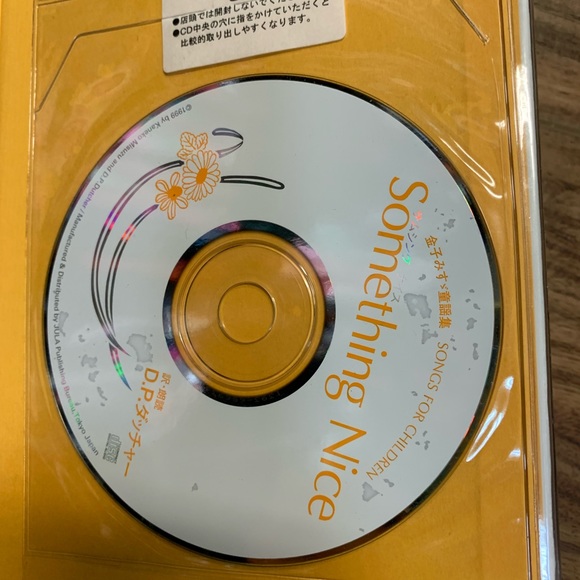 ●店頭では開封しないでくだ
●CD中央の穴に指をかけていただくと
比較的取り出しやすくなります。
金子みすゞ童謡集 SONGS FOR CHILDREN
Something Nice
訳・朗読
D.P.ダッチャー
©1999 by Kaneko Misuzu and D.P.Dutcher / Manufactured & Distributed by JULA Publishing Bureau, Tokyo Japan